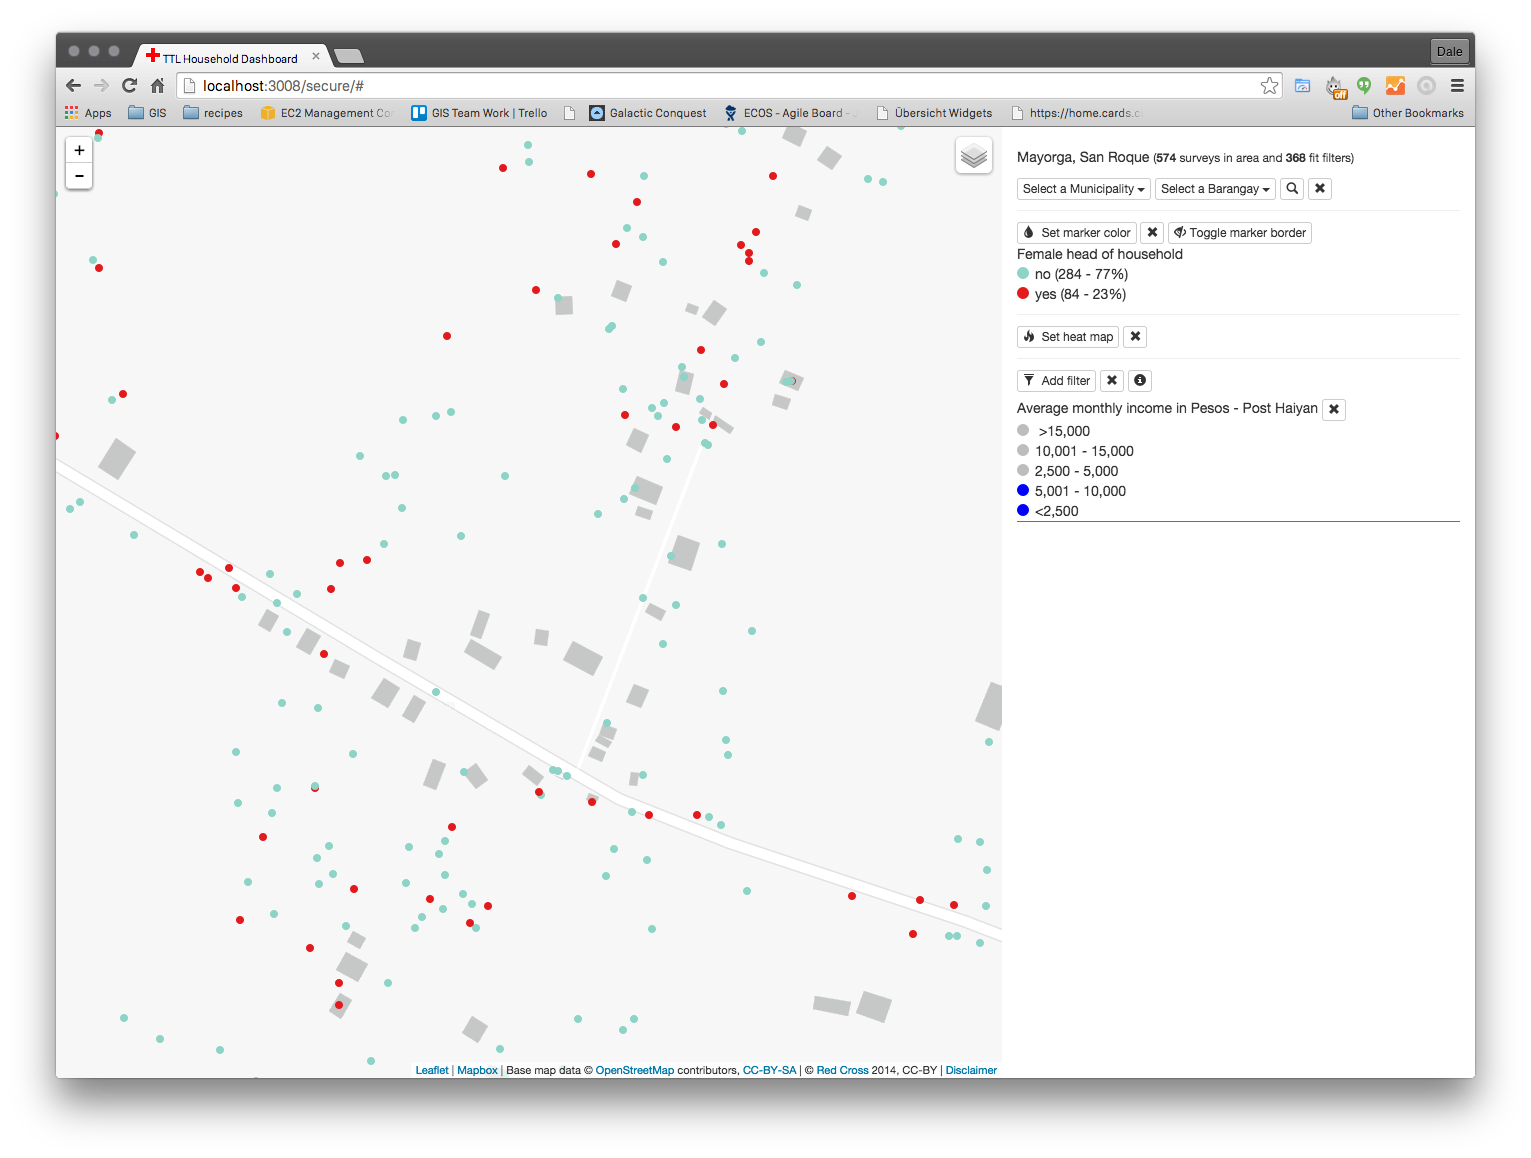 TTL Household Dashboard
Dale
localhost:3008/secure/#
Apps
GIS
recipes
EC2 Management Co
GIS Team Work | Trello
Galactic Conquest
ECOS - Agile Board -
Übersicht Widgets
https://home.cards.c
Other Bookmarks
off
+
−
Mayorga, San Roque (574 surveys in area and 368 fit filters)
Select a Municipality
Select a Barangay
Set marker color
Toggle marker border
Female head of household
no (284 - 77%)
yes (84 - 23%)
Set heat map
Add filter
Average monthly income in Pesos - Post Haiyan
>15,000
10,001 - 15,000
2,500 - 5,000
5,001 - 10,000
<2,500
Leaflet | Mapbox | Base map data © OpenStreetMap contributors, CC-BY-SA | © Red Cross 2014, CC-BY | Disclaimer